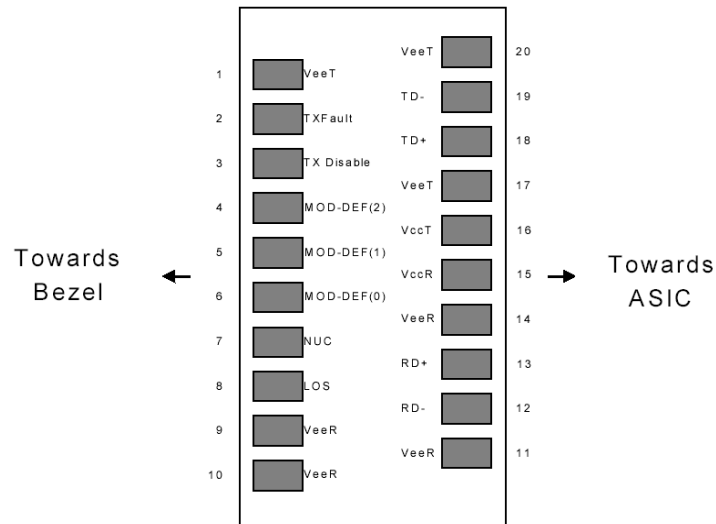 VeeT 20
1 VeeT
TD- 19
2 TXFault
TD+ 18
3 TX Disable
VeeT 17
4 MOD-DEF(2)
VccT 16
5 MOD-DEF(1)
Towards
Bezel
VccR 15
Towards
ASIC
6 MOD-DEF(0)
VeeR 14
7 NUC
RD+ 13
8 LOS
RD- 12
9 VeeR
VeeR 11
10 VeeR